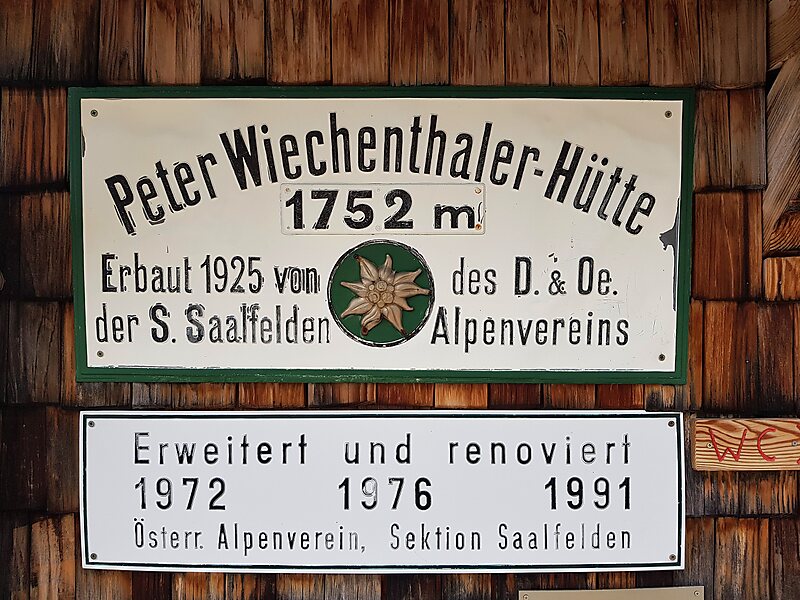 Peter Wiechenthaler-Hütte
1752 m
Erbaut 1925 von des D. & Oe.
der S. Saalfelden Alpenvereins
Erweitert und renoviert
1972 1976 1991
Österr. Alpenverein, Sektion Saalfelden
WC